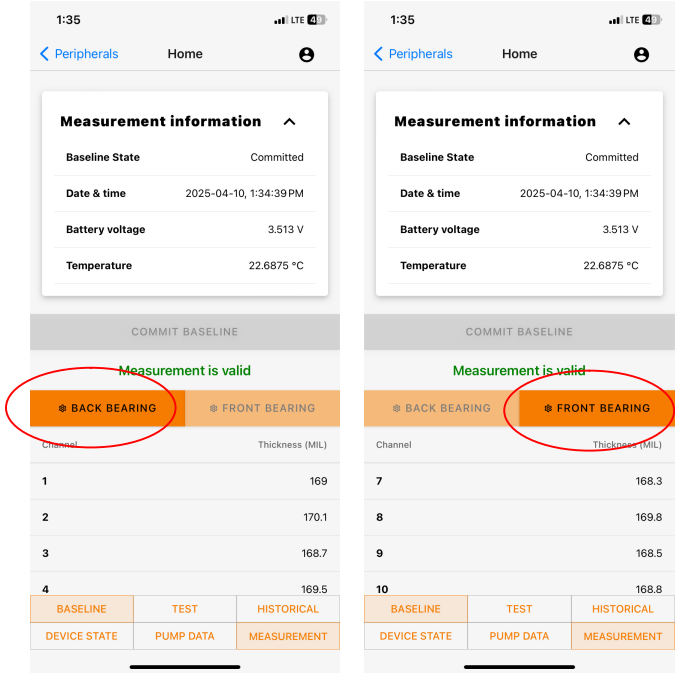 1:35 LTE 49
Peripherals Home
Measurement information
Baseline State Committed
Date & time 2025-04-10, 1:34:39 PM
Battery voltage 3.513 V
Temperature 22.6875 °C
COMMIT BASELINE
Measurement is valid
BACK BEARING FRONT BEARING
Channel Thickness (MIL)
1 169
2 170.1
3 168.7
4 169.5
BASELINE TEST HISTORICAL
DEVICE STATE PUMP DATA MEASUREMENT
1:35 LTE 49
Peripherals Home
Measurement information
Baseline State Committed
Date & time 2025-04-10, 1:34:39 PM
Battery voltage 3.513 V
Temperature 22.6875 °C
COMMIT BASELINE
Measurement is valid
BACK BEARING FRONT BEARING
Channel Thickness (MIL)
7 168.3
8 169.8
9 168.5
10 168.8
BASELINE TEST HISTORICAL
DEVICE STATE PUMP DATA MEASUREMENT